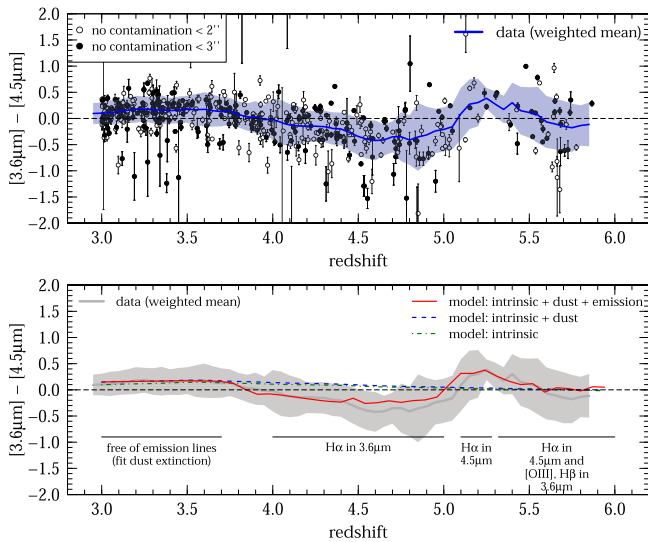 2.0
1.5
1.0
0.5
0.0
−0.5
−1.0
−1.5
−2.0
[3.6μm] − [4.5μm]
no contamination < 2''
no contamination < 3''
data (weighted mean)
3.0 3.5 4.0 4.5 5.0 5.5 6.0
redshift
2.0
1.5
1.0
0.5
0.0
−0.5
−1.0
−1.5
−2.0
[3.6μm] − [4.5μm]
data (weighted mean)
model: intrinsic + dust + emission
model: intrinsic + dust
model: intrinsic
free of emission lines
(fit dust extinction)
Hα in 3.6μm
Hα in
4.5μm
Hα in
4.5μm and
[OIII], Hβ in
3.6μm
3.0 3.5 4.0 4.5 5.0 5.5 6.0
redshift